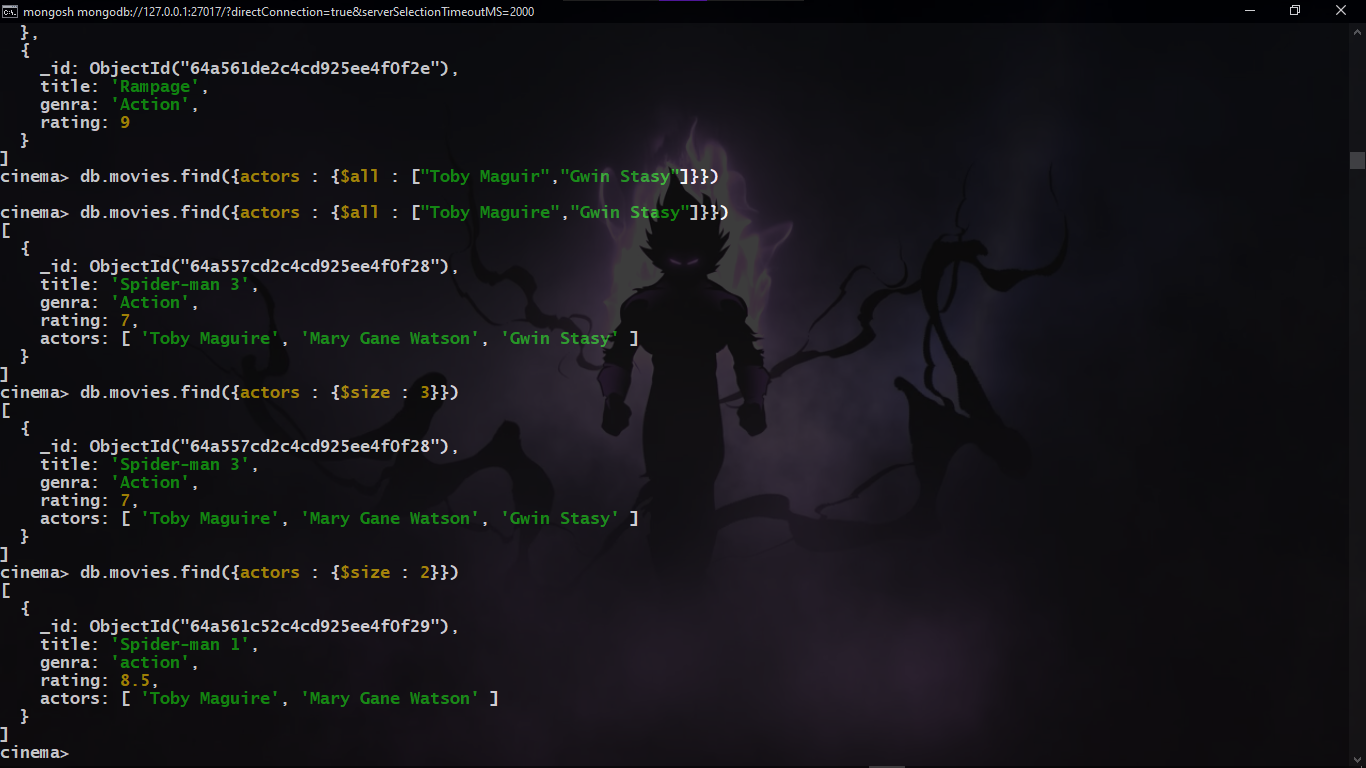 mongosh mongodb://127.0.0.1:27017/?directConnection=true&serverSelectionTimeoutMS=2000
  },
  {
    _id: ObjectId("64a561de2c4cd925ee4f0f2e"),
    title: 'Rampage',
    genra: 'Action',
    rating: 9
  }
]
cinema> db.movies.find({actors : {$all : ["Toby Maguir","Gwin Stasy"]}})
cinema> db.movies.find({actors : {$all : ["Toby Maguire","Gwin Stasy"]}})
[
  {
    _id: ObjectId("64a557cd2c4cd925ee4f0f28"),
    title: 'Spider-man 3',
    genra: 'Action',
    rating: 7,
    actors: [ 'Toby Maguire', 'Mary Gane Watson', 'Gwin Stasy' ]
  }
]
cinema> db.movies.find({actors : {$size : 3}})
[
  {
    _id: ObjectId("64a557cd2c4cd925ee4f0f28"),
    title: 'Spider-man 3',
    genra: 'Action',
    rating: 7,
    actors: [ 'Toby Maguire', 'Mary Gane Watson', 'Gwin Stasy' ]
  }
]
cinema> db.movies.find({actors : {$size : 2}})
[
  {
    _id: ObjectId("64a561c52c4cd925ee4f0f29"),
    title: 'Spider-man 1',
    genra: 'action',
    rating: 8.5,
    actors: [ 'Toby Maguire', 'Mary Gane Watson' ]
  }
]
cinema>